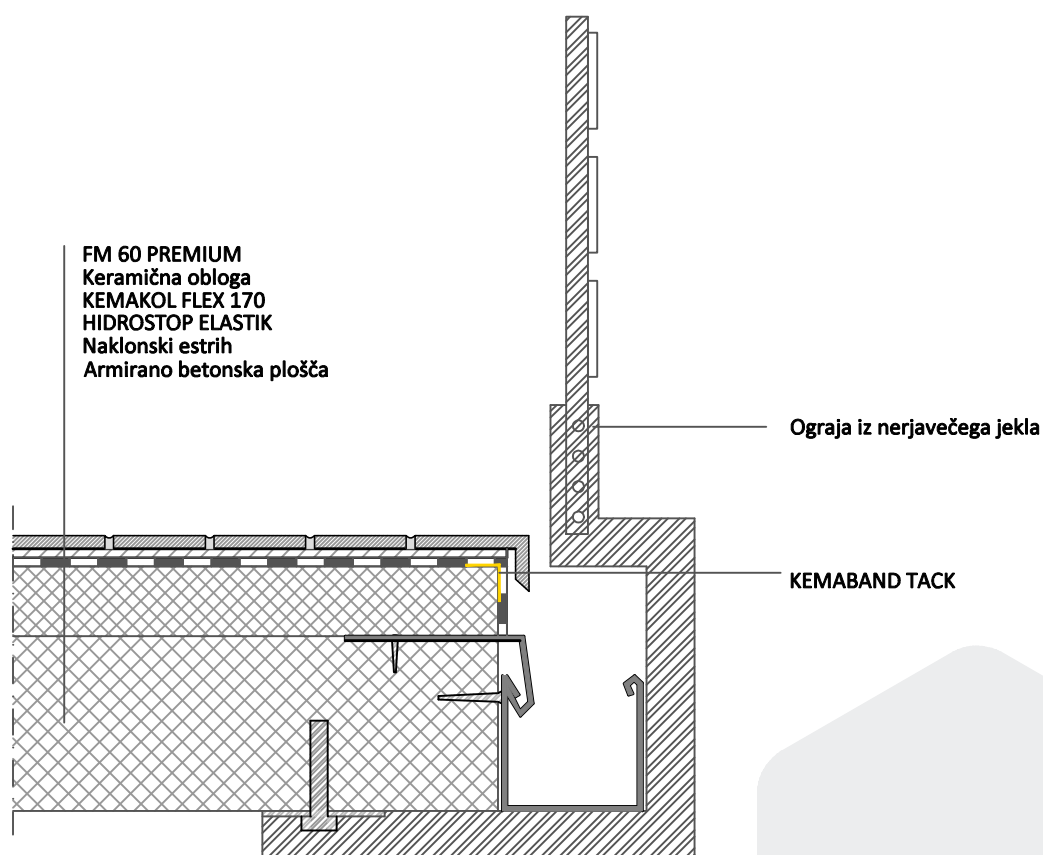 FM 60 PREMIUM
Keramična obloga
KEMAKOL FLEX 170
HIDROSTOP ELASTIK
Naklonski estrih
Armirano betonska plošča
Ograja iz nerjavečega jekla
KEMABAND TACK